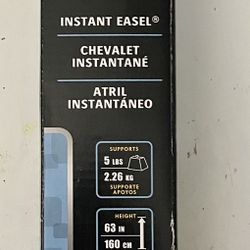 INSTANT EASEL®
CHEVALET
INSTANTANÉ
ATRIL
INSTANTÁNEO
SUPPORTS
5 LBS
2.26 KG
SUPPORTE
APOYOS
HEIGHT
63 IN
160 CM